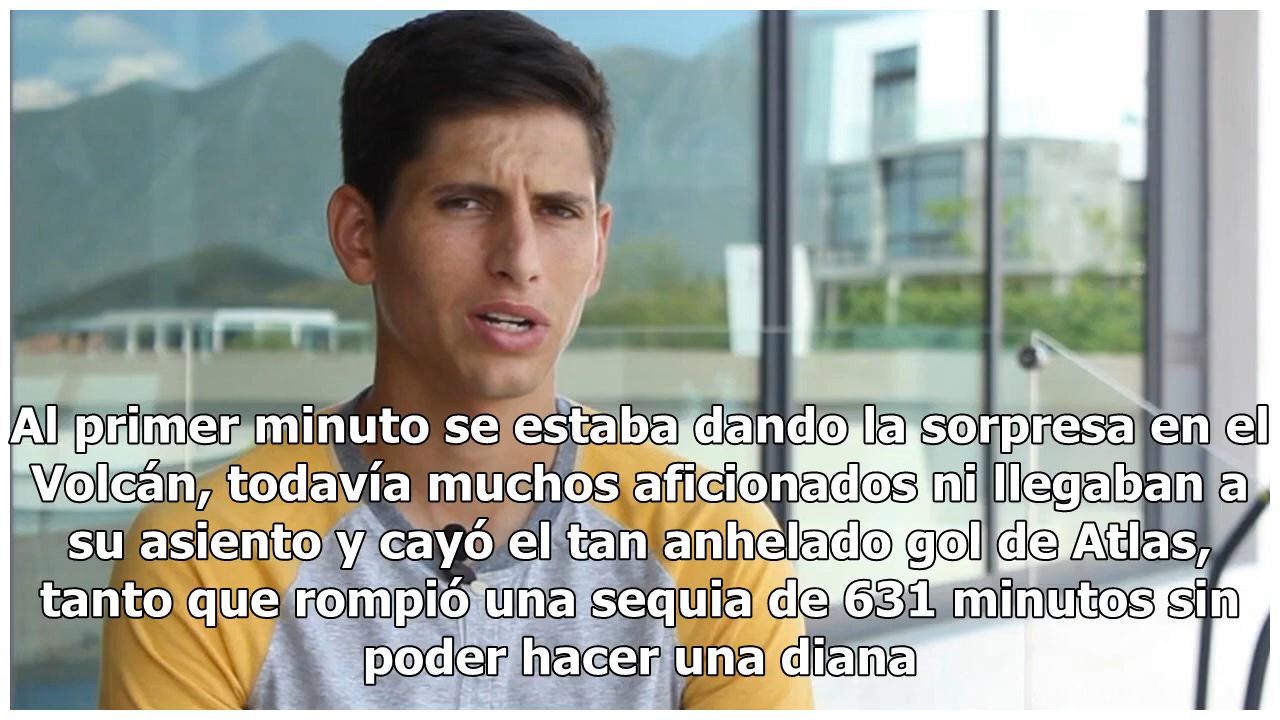 Al primer minuto se estaba dando la sorpresa en el
Volcán, todavía muchos aficionados ni llegaban a
su asiento y cayó el tan anhelado gol de Atlas,
tanto que rompió una sequia de 631 minutos sin
poder hacer una diana